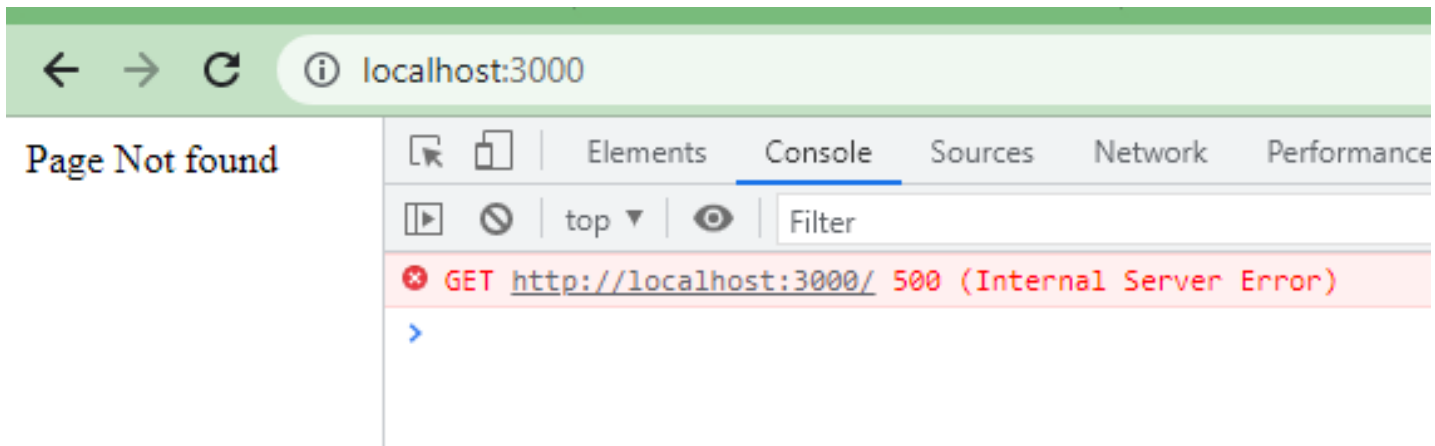 localhost:3000
Page Not found
Elements Console Sources Network Performance
top Filter
GET http://localhost:3000/ 500 (Internal Server Error)